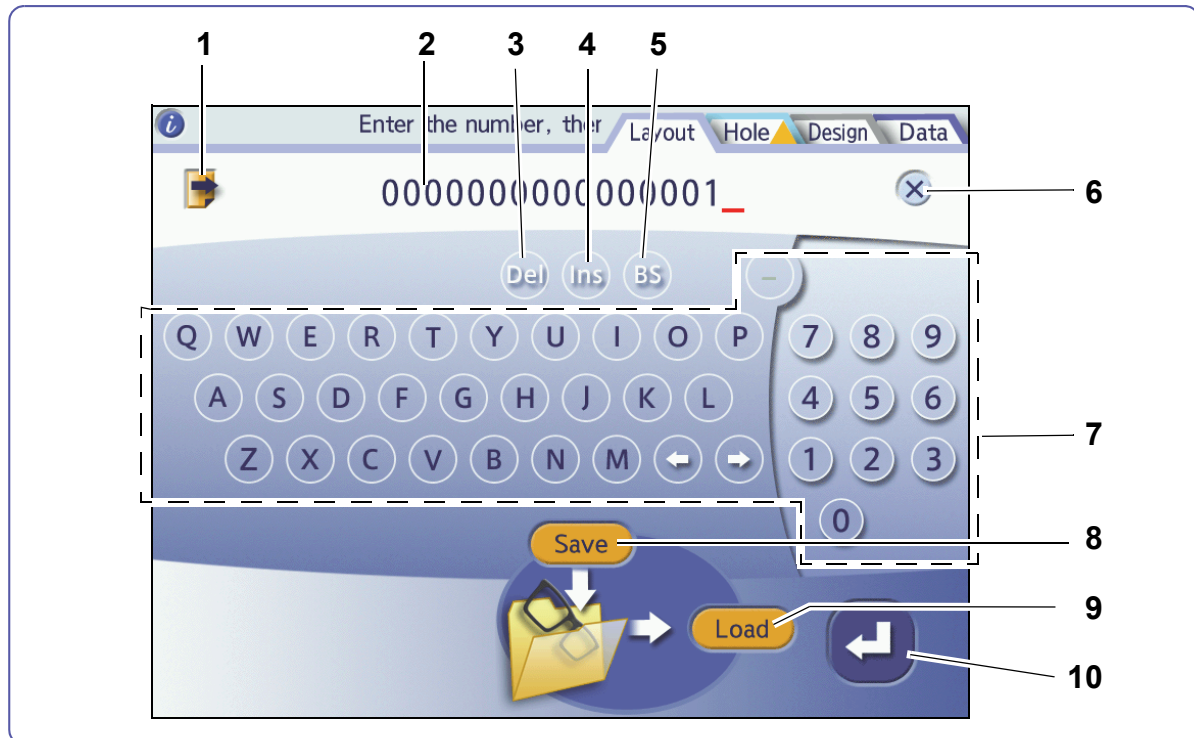 1 2 3 4 5
i Enter the number, ther Layout Hole Design Data
0000000000000001_
6
Del Ins BS –
Q W E R T Y U I O P 7 8 9
A S D F G H J K L 4 5 6
7
Z X C V B N M 1 2 3
0
Save 8
9
Load
10